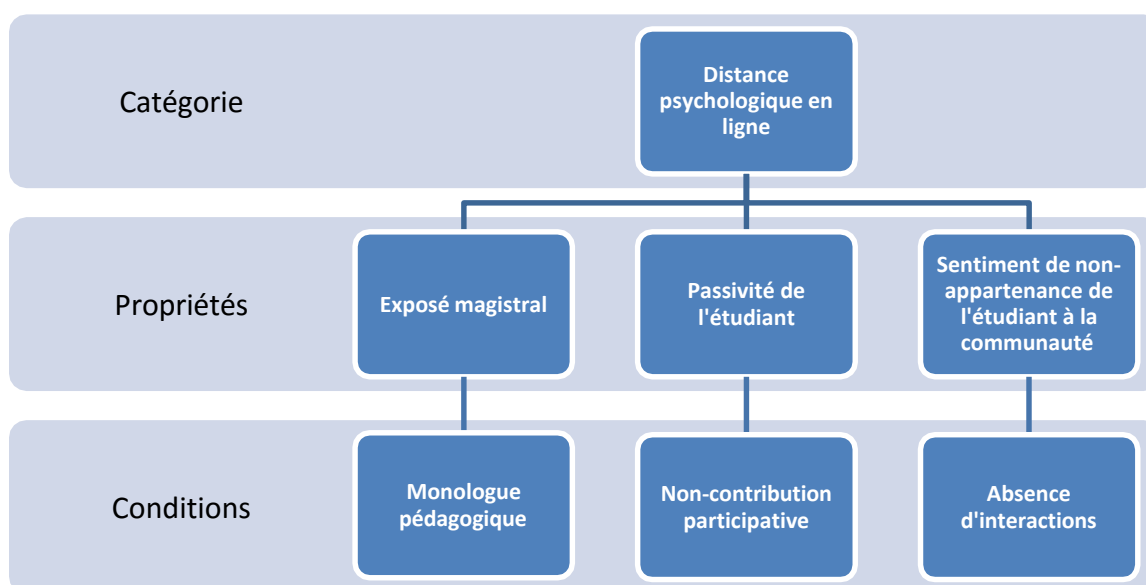 Catégorie
Distance
psychologique en
ligne
Propriétés
Exposé magistral
Passivité de
l'étudiant
Sentiment de non-
appartenance de
l'étudiant à la
communauté
Conditions
Monologue
pédagogique
Non-contribution
participative
Absence
d'interactions